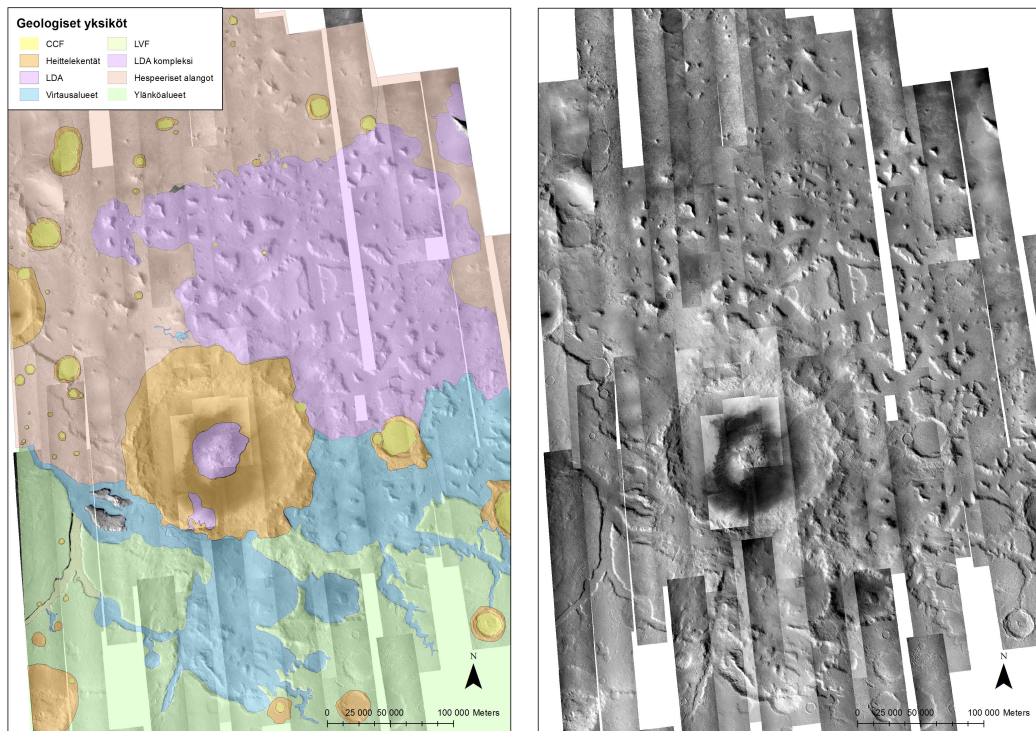 Geologiset yksiköt
CCF
Heittelekentät
LDA
Virtausalueet
LVF
LDA kompleksi
Hespeeriset alangot
Ylänköalueet
N
0 25 000 50 000 100 000 Meters
N
0 25 000 50 000 100 000 Meters